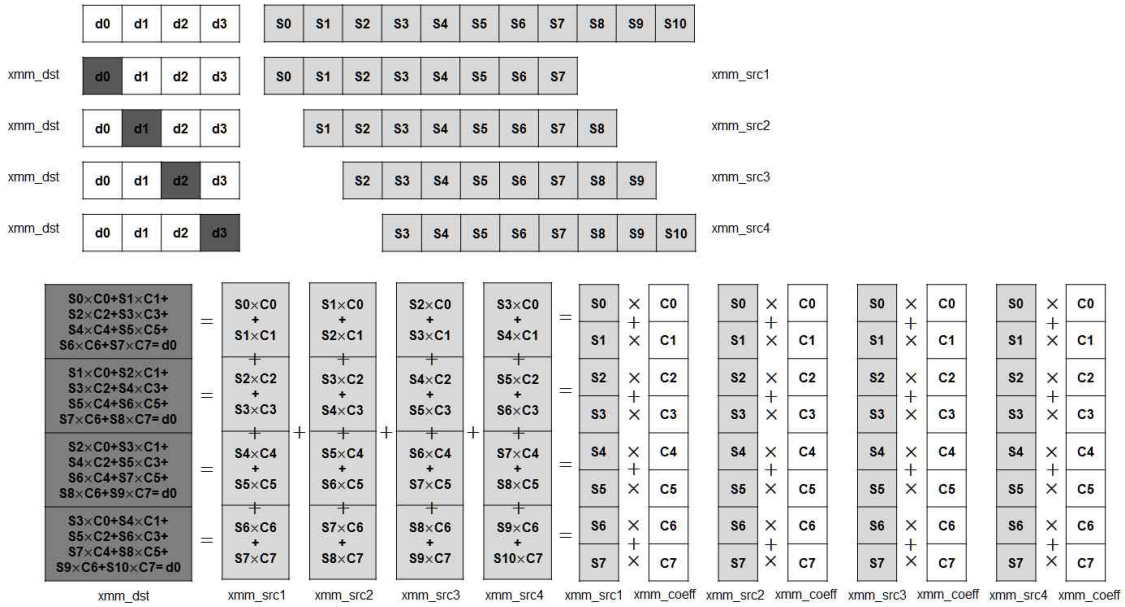 d0 d1 d2 d3 S0 S1 S2 S3 S4 S5 S6 S7 S8 S9 S10
xmm_dst d0 d1 d2 d3 S0 S1 S2 S3 S4 S5 S6 S7 xmm_src1
xmm_dst d0 d1 d2 d3 S1 S2 S3 S4 S5 S6 S7 S8 xmm_src2
xmm_dst d0 d1 d2 d3 S2 S3 S4 S5 S6 S7 S8 S9 xmm_src3
xmm_dst d0 d1 d2 d3 S3 S4 S5 S6 S7 S8 S9 S10 xmm_src4
S0×C0+S1×C1+
S2×C2+S3×C3+
S4×C4+S5×C5+
S6×C6+S7×C7=d0
S1×C0+S2×C1+
S3×C2+S4×C3+
S5×C4+S6×C5+
S7×C6+S8×C7=d0
S2×C0+S3×C1+
S4×C2+S5×C3+
S6×C4+S7×C5+
S8×C6+S9×C7=d0
S3×C0+S4×C1+
S5×C2+S6×C3+
S7×C4+S8×C5+
S9×C6+S10×C7=d0
= = = =
S0×C0
+
S1×C1
+
S2×C2
+
S3×C3
+
S4×C4
+
S5×C5
+
S6×C6
+
S7×C7
+
S1×C0
+
S2×C1
+
S3×C2
+
S4×C3
+
S5×C4
+
S6×C5
+
S7×C6
+
S8×C7
+
S2×C0
+
S3×C1
+
S4×C2
+
S5×C3
+
S6×C4
+
S7×C5
+
S8×C6
+
S9×C7
+
S3×C0
+
S4×C1
+
S5×C2
+
S6×C3
+
S7×C4
+
S8×C5
+
S9×C6
+
S10×C7
= = = =
S0 × C0 S0 × C0 S0 × C0 S0 × C0
+ + + +
S1 × C1 S1 × C1 S1 × C1 S1 × C1
S2 × C2 S2 × C2 S2 × C2 S2 × C2
+ + + +
S3 × C3 S3 × C3 S3 × C3 S3 × C3
S4 × C4 S4 × C4 S4 × C4 S4 × C4
+ + + +
S5 × C5 S5 × C5 S5 × C5 S5 × C5
S6 × C6 S6 × C6 S6 × C6 S6 × C6
+ + + +
S7 × C7 S7 × C7 S7 × C7 S7 × C7
xmm_dst xmm_src1 xmm_src2 xmm_src3 xmm_src4 xmm_src1 xmm_coeff xmm_src2 xmm_coeff xmm_src3 xmm_coeff xmm_src4 xmm_coeff